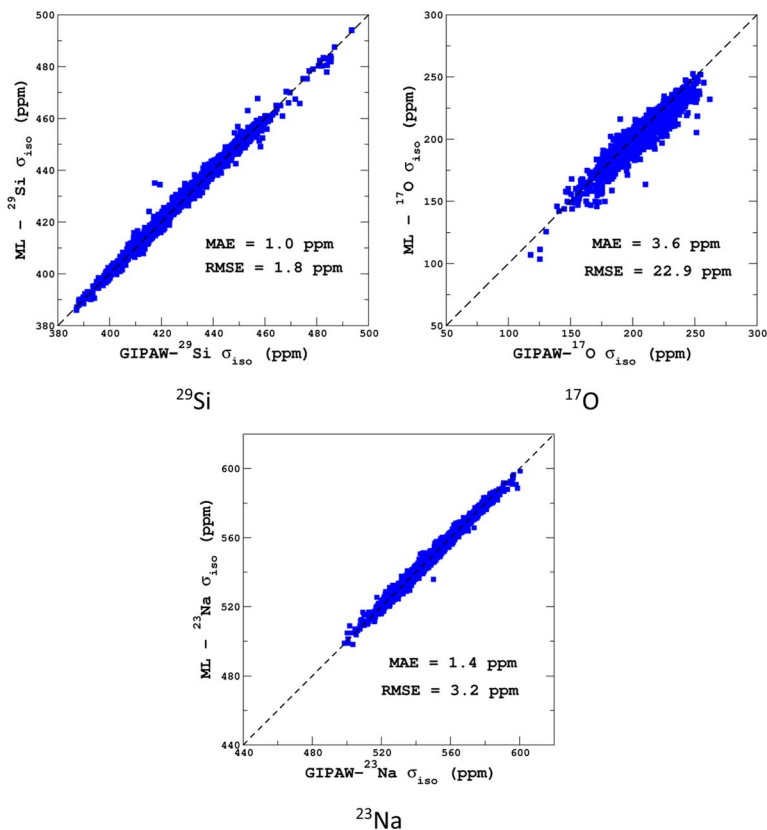 500
480
460
440
420
400
380
ML - ²⁹Si σiso (ppm)
MAE = 1.0 ppm
RMSE = 1.8 ppm
400 420 440 460 480 500
GIPAW-²⁹Si σiso (ppm)
²⁹Si
300
250
200
150
100
50
ML - ¹⁷O σiso (ppm)
MAE = 3.6 ppm
RMSE = 22.9 ppm
50 100 150 200 250 300
GIPAW-¹⁷O σiso (ppm)
¹⁷O
600
560
520
480
440
ML - ²³Na σiso (ppm)
MAE = 1.4 ppm
RMSE = 3.2 ppm
440 480 520 560 600
GIPAW-²³Na σiso (ppm)
²³Na